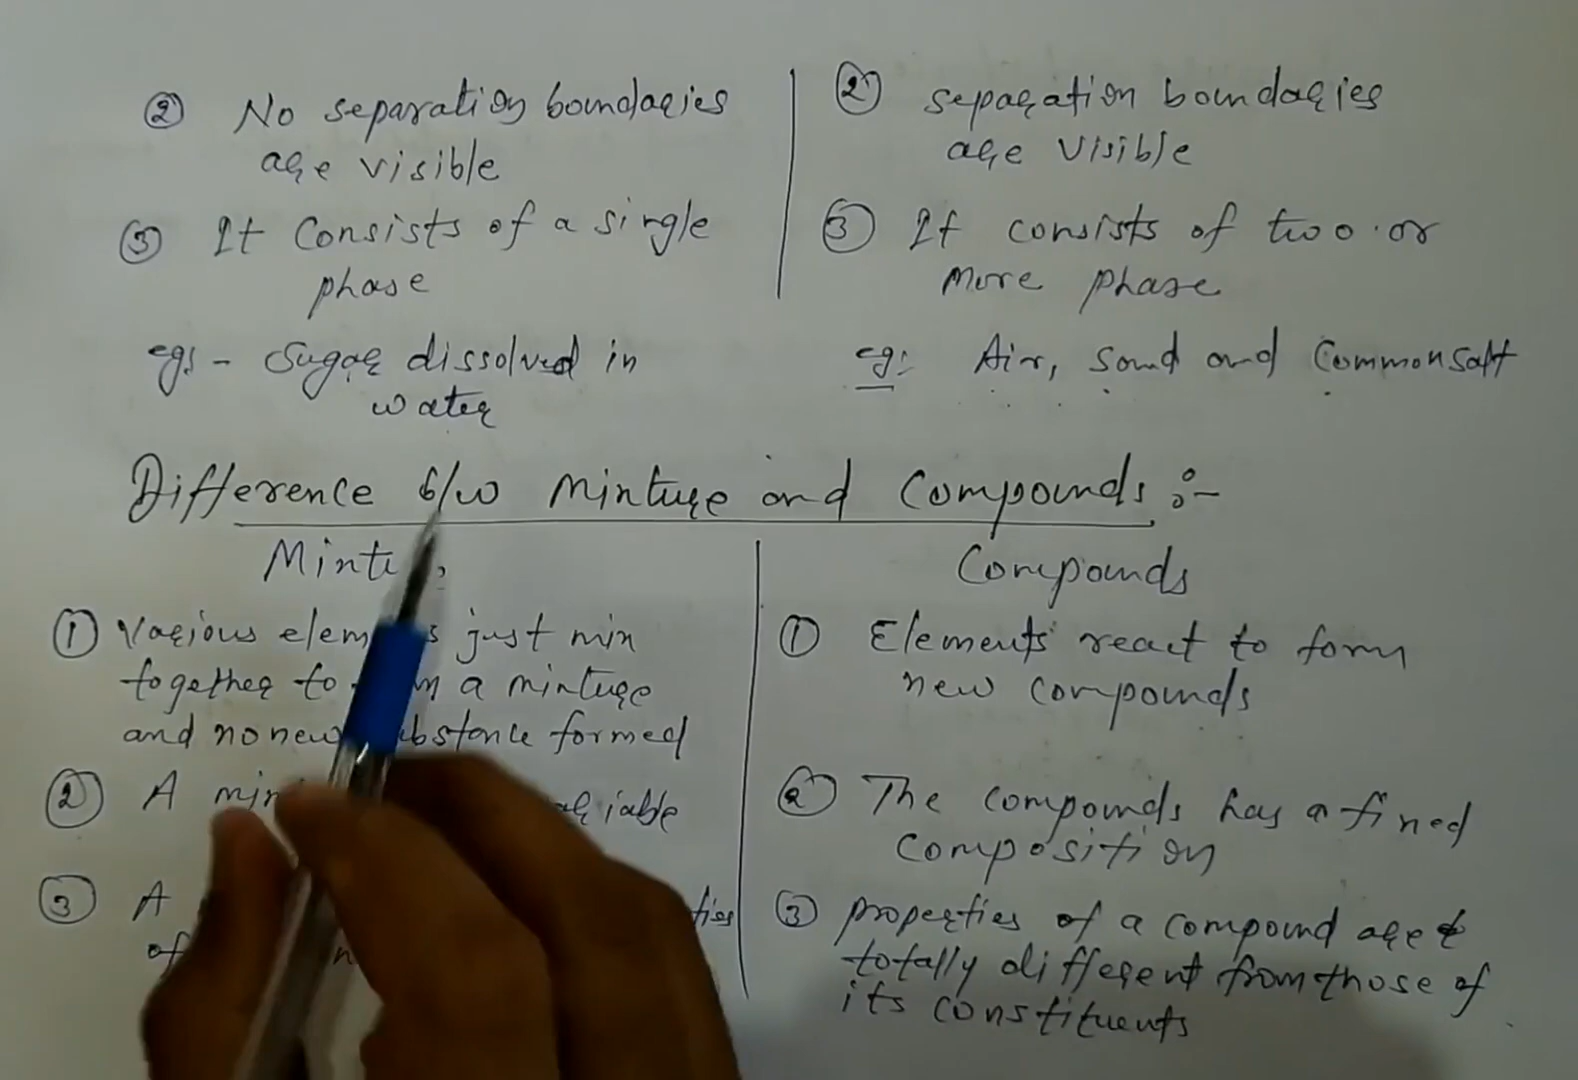 ② No separation boundaries
are visible
③ It Consists of a single
phase
egs - Sugar dissolved in
water
② separation boundaries
are visible
③ It consists of two or
more phase
eg: Air, Sand and Common salt
Difference b/w mixture and Compounds :-
① Various just mix
together to a mixture
and no new formed
② A
③ A
of
Compounds
① Elements react to form
new compounds
② The compounds has a fixed
composition
③ properties of a compound are
totally different from those of
its constituents